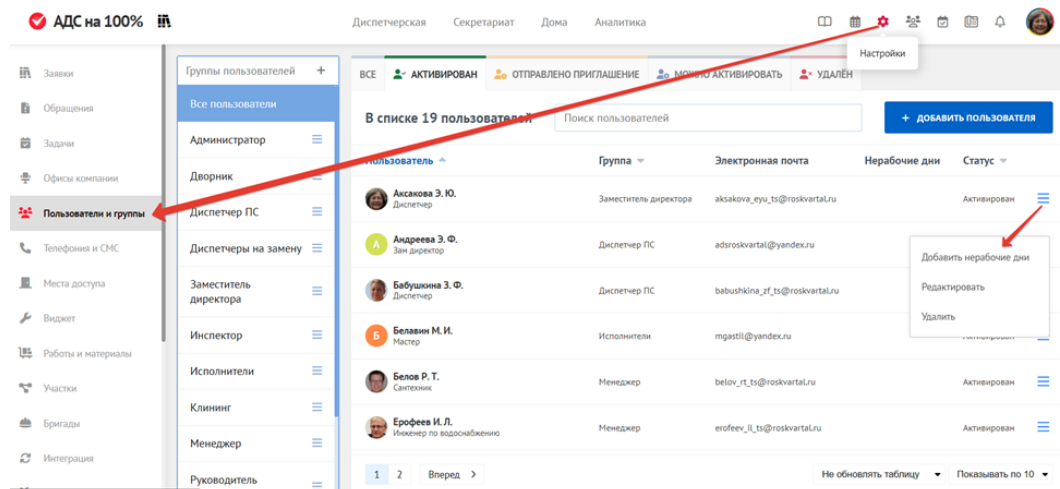 АДС на 100%
Диспетчерская Секретариат Дома Аналитика
Настройки
Заявки
Обращения
Задачи
Офисы компании
Пользователи и группы
Телефония и СМС
Места доступа
Виджет
Работы и материалы
Участки
Бригады
Интеграция
Группы пользователей +
Все пользователи
Администратор
Дворник
Диспетчер ПС
Диспетчеры на замену
Заместитель
директора
Инспектор
Исполнители
Клининг
Менеджер
Руководитель
ВСЕ АКТИВИРОВАН ОТПРАВЛЕНО ПРИГЛАШЕНИЕ МОЖНО АКТИВИРОВАТЬ УДАЛЁН
В списке 19 пользователей Поиск пользователей + ДОБАВИТЬ ПОЛЬЗОВАТЕЛЯ
Пользователь Группа Электронная почта Нерабочие дни Статус
Аксакова Э. Ю.
Диспетчер
Заместитель директора aksakova_eyu_ts@roskvartal.ru Активирован
А Андреева Э. Ф.
Зам директор
Диспетчер ПС adsroskvartal@yandex.ru
Бабушкина З. Ф.
Диспетчер
Диспетчер ПС babushkina_zf_ts@roskvartal.ru
Б Белавин М. И.
Мастер
Исполнители mgastil@yandex.ru
Белов Р. Т.
Сантехник
Менеджер belov_rt_ts@roskvartal.ru Активирован
Ерофеев И. Л.
Инженер по водоснабжению
Менеджер erofeev_il_ts@roskvartal.ru Активирован
Добавить нерабочие дни
Редактировать
Удалить
1 2 Вперед >
Не обновлять таблицу Показывать по 10